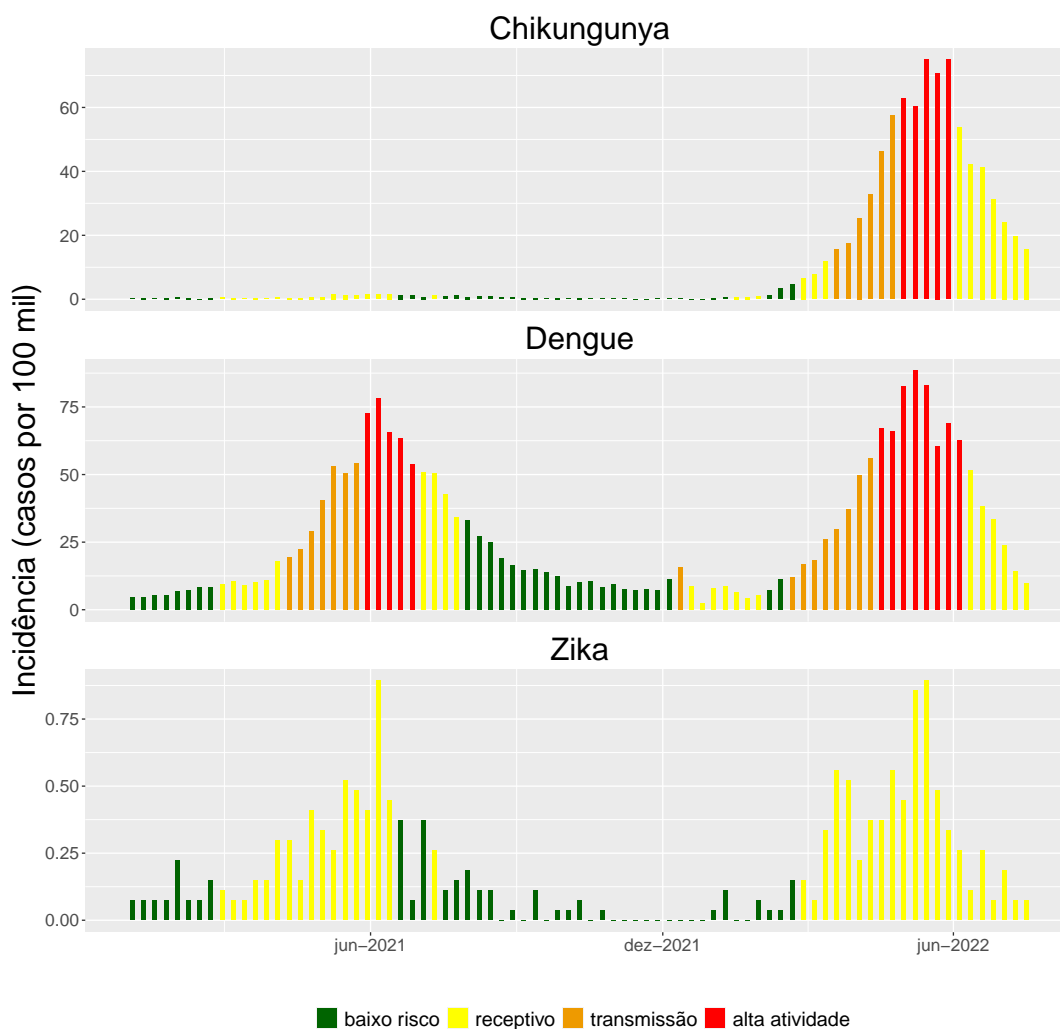 Chikungunya
60
40
20
0
Dengue
75
50
25
0
Zika
0.75
0.50
0.25
0.00
Incidência (casos por 100 mil)
jun−2021 dez−2021 jun−2022
baixo risco receptivo transmissão alta atividade